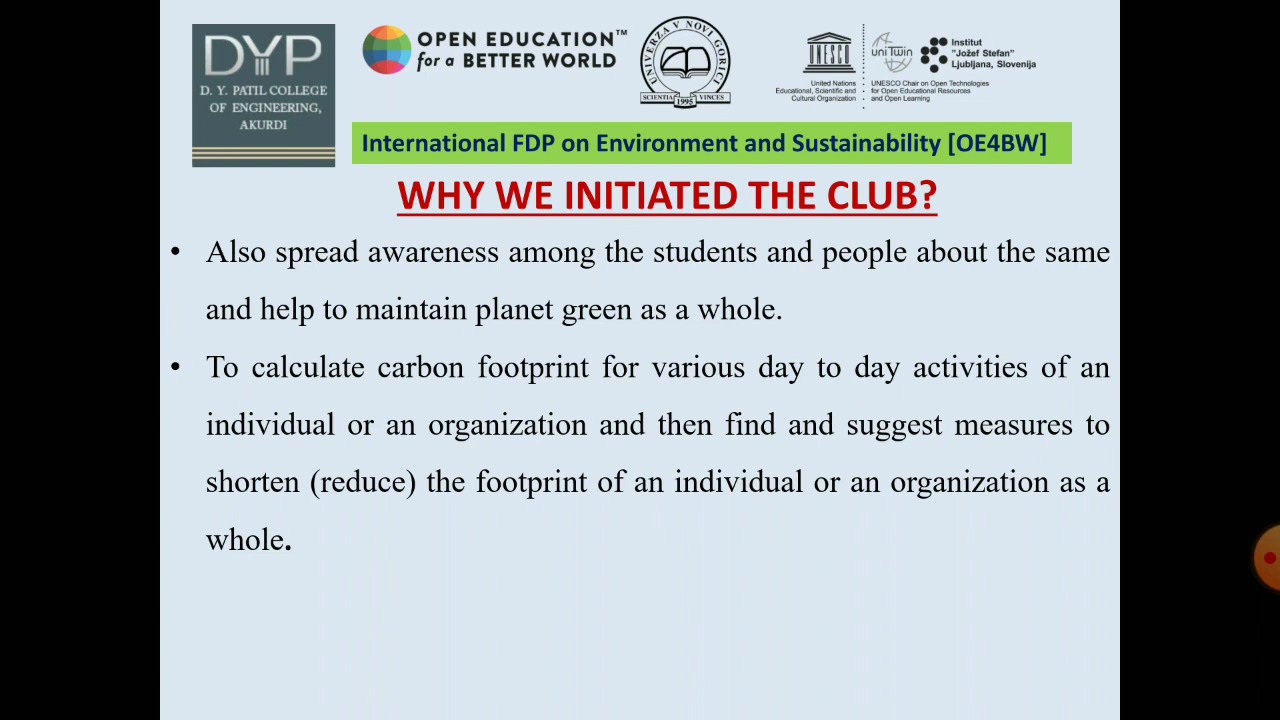 DYP
D. Y. PATIL COLLEGE
OF ENGINEERING,
AKURDI
OPEN EDUCATION™
for a BETTER WORLD
UNIVERZA V NOVI GORICI
SCIENTIA VINCES
1995
UNESCO
United Nations
Educational, Scientific and
Cultural Organization
uniTwin
UNESCO Chair on Open Technologies
for Open Educational Resources
and Open Learning
Institut
"Jožef Stefan"
Ljubljana, Slovenija
International FDP on Environment and Sustainability [OE4BW]
WHY WE INITIATED THE CLUB?
• Also spread awareness among the students and people about the same
and help to maintain planet green as a whole.
• To calculate carbon footprint for various day to day activities of an
individual or an organization and then find and suggest measures to
shorten (reduce) the footprint of an individual or an organization as a
whole.